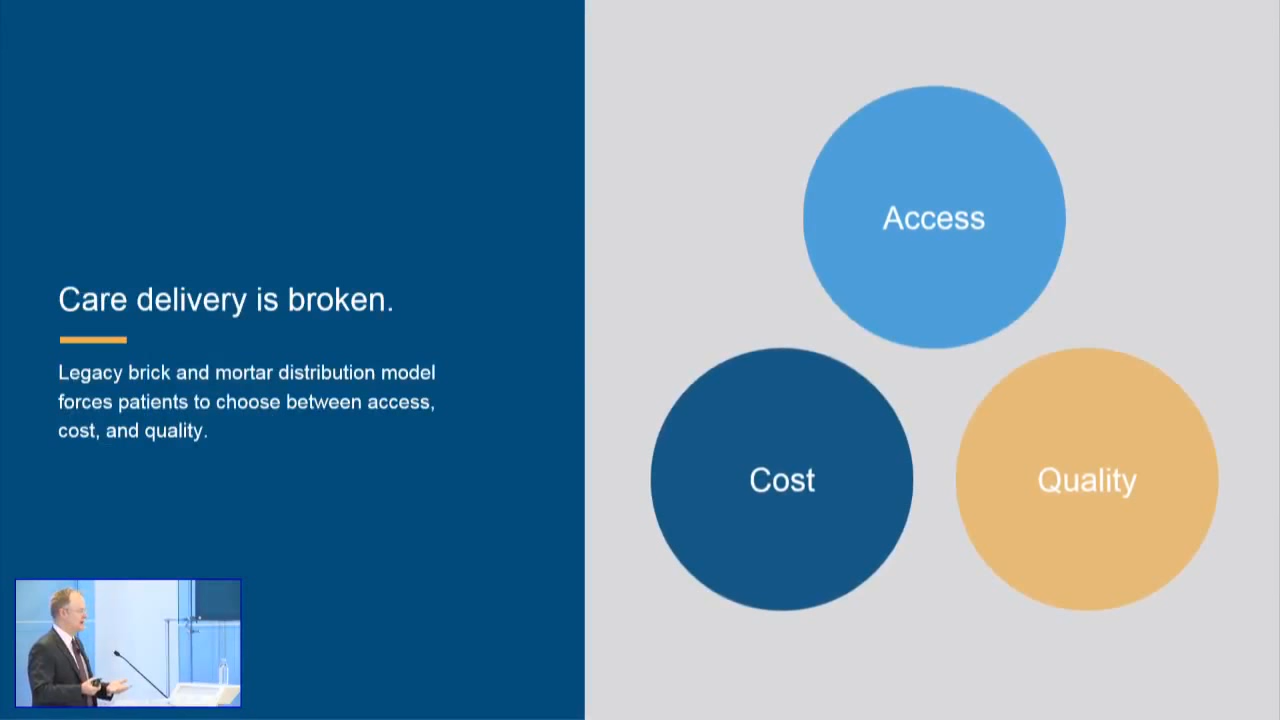 Care delivery is broken.
Legacy brick and mortar distribution model
forces patients to choose between access,
cost, and quality.
Access
Cost
Quality